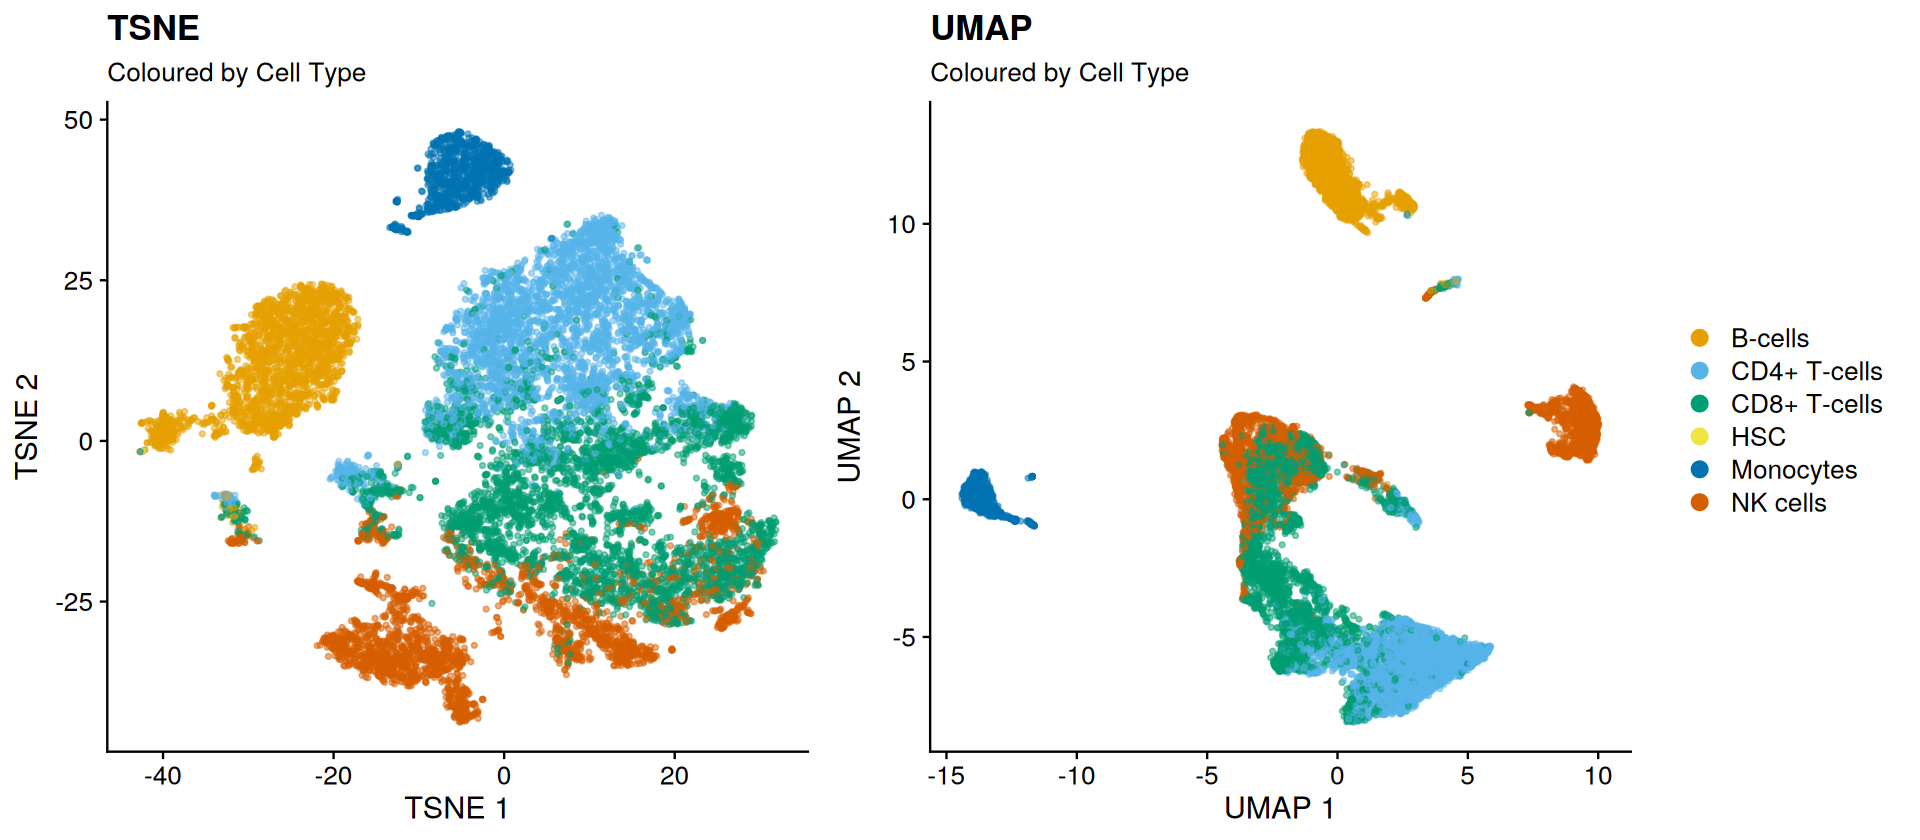 TSNE
Coloured by Cell Type
50
25
0
-25
TSNE 2
-40
-20
0
20
TSNE 1
UMAP
Coloured by Cell Type
10
5
0
-5
UMAP 2
-15
-10
-5
0
5
10
UMAP 1
B-cells
CD4+ T-cells
CD8+ T-cells
HSC
Monocytes
NK cells